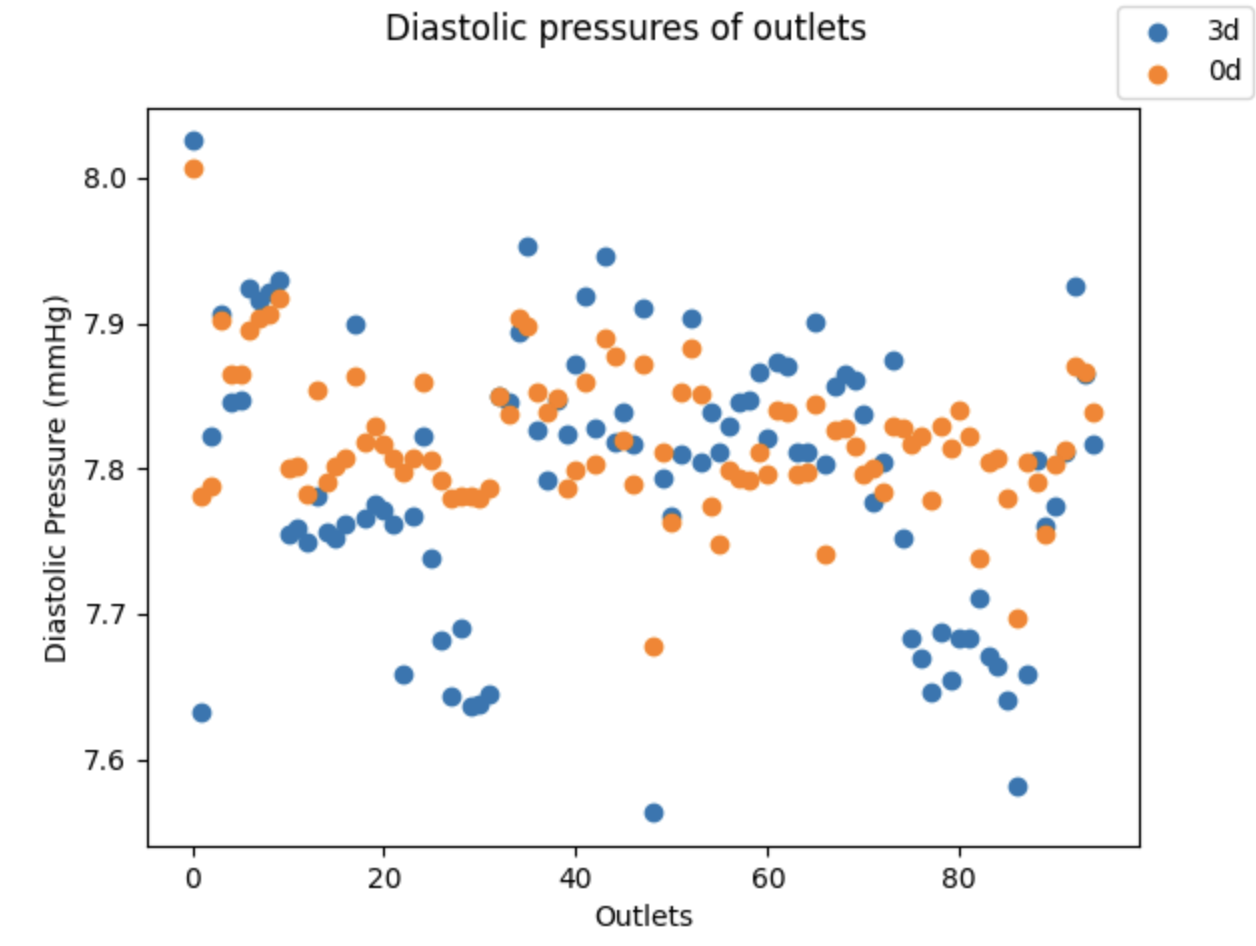 Diastolic pressures of outlets
3d
0d
Diastolic Pressure (mmHg)
8.0
7.9
7.8
7.7
7.6
0 20 40 60 80
Outlets